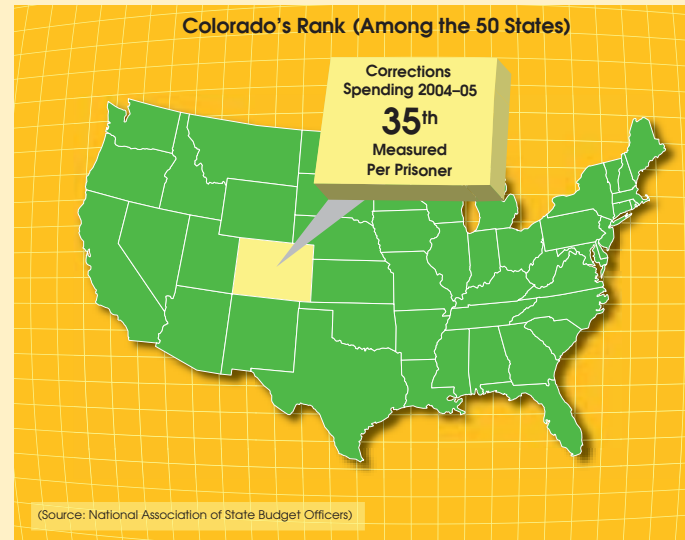 Colorado’s Rank (Among the 50 States)
Corrections
Spending 2004–05
35th
Measured
Per Prisoner
(Source: National Association of State Budget Officers)